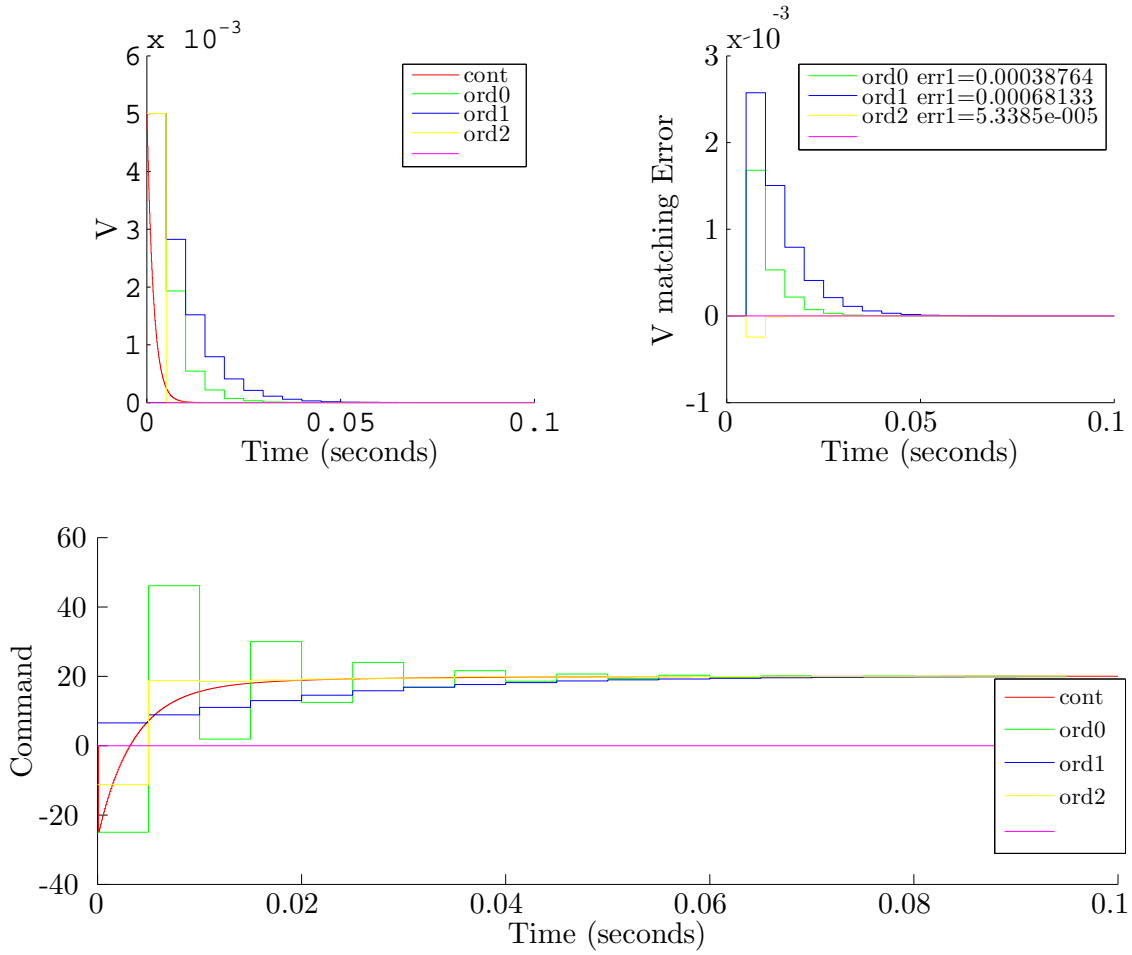 x 10^-3
6
5
4
3
2
1
0
V
0
0.05
0.1
Time (seconds)
cont
ord0
ord1
ord2
x 10^-3
3
2
1
0
-1
V matching Error
0
0.05
0.1
Time (seconds)
ord0 err1=0.00038764
ord1 err1=0.00068133
ord2 err1=5.3385e-005
60
40
20
0
-20
-40
Command
0
0.02
0.04
0.06
0.08
0.1
Time (seconds)
cont
ord0
ord1
ord2